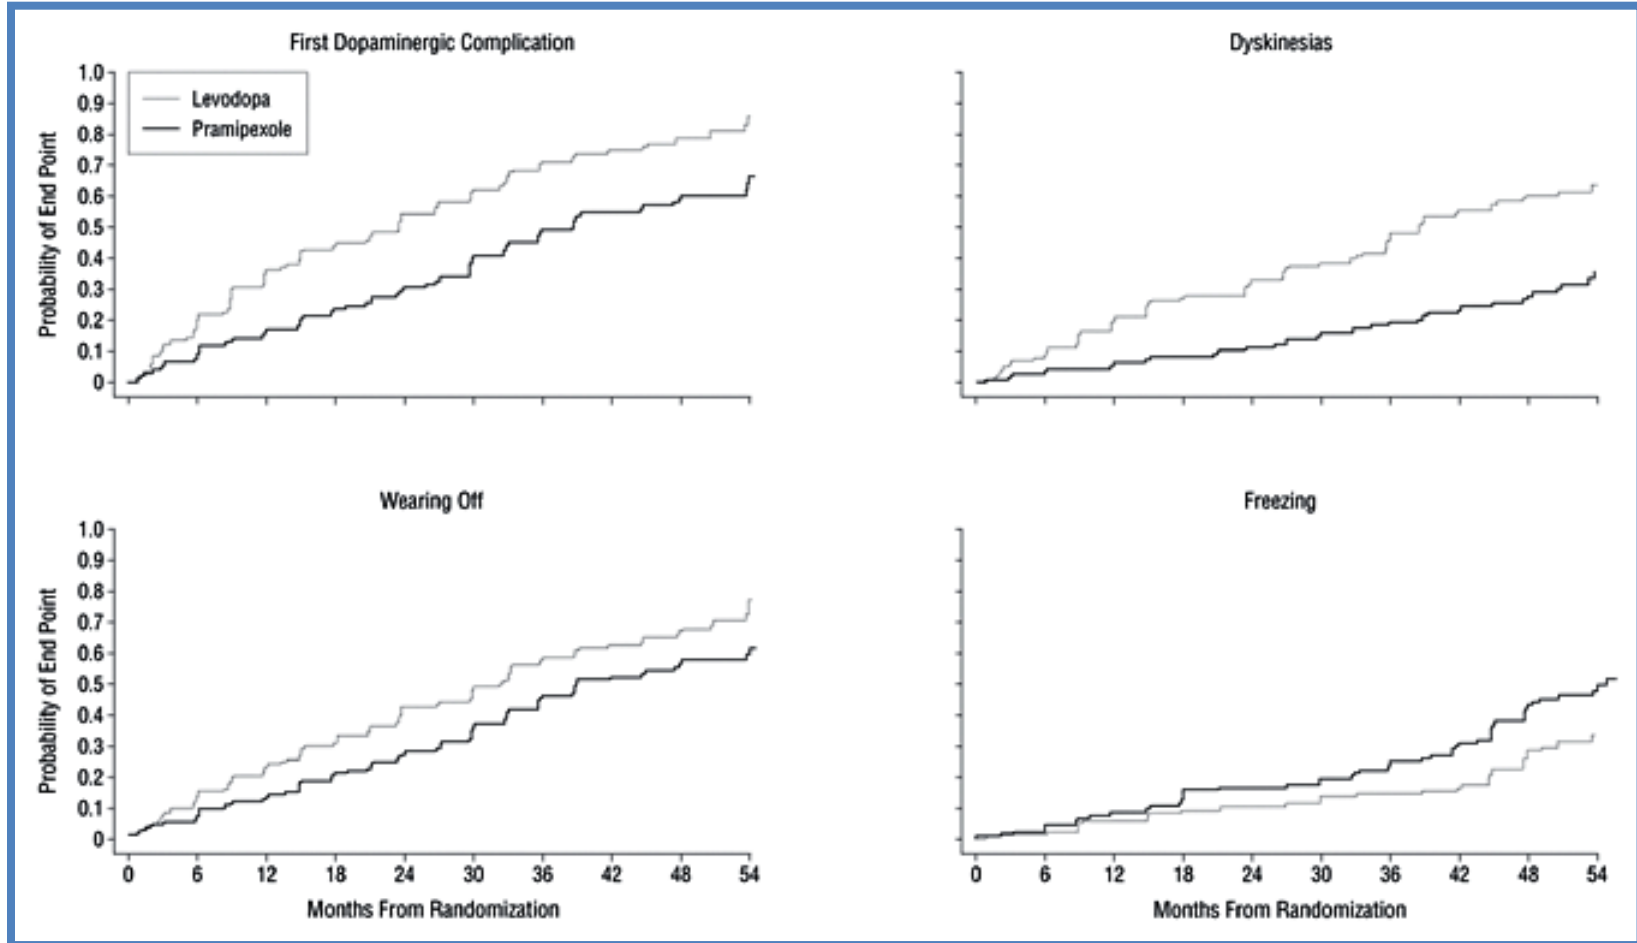 First Dopaminergic Complication
1.0
0.9
0.8
0.7
0.6
0.5
0.4
0.3
0.2
0.1
0
Probability of End Point
Levodopa
Pramipexole
Dyskinesias
Wearing Off
1.0
0.9
0.8
0.7
0.6
0.5
0.4
0.3
0.2
0.1
0
Probability of End Point
0 6 12 18 24 30 36 42 48 54
Months From Randomization
Freezing
0 6 12 18 24 30 36 42 48 54
Months From Randomization